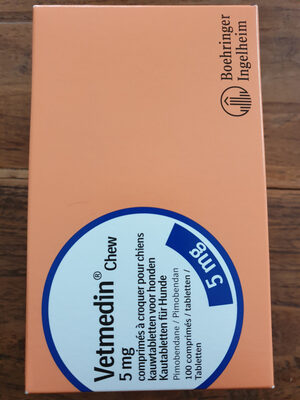 Boehringer
Ingelheim
Vetmedin® Chew
5 mg
comprimés à croquer pour chiens
kauwtabletten voor honden
Kautabletten für Hunde
Pimobendane / Pimobendan
100 comprimés / tabletten /
Tabletten
5 mg